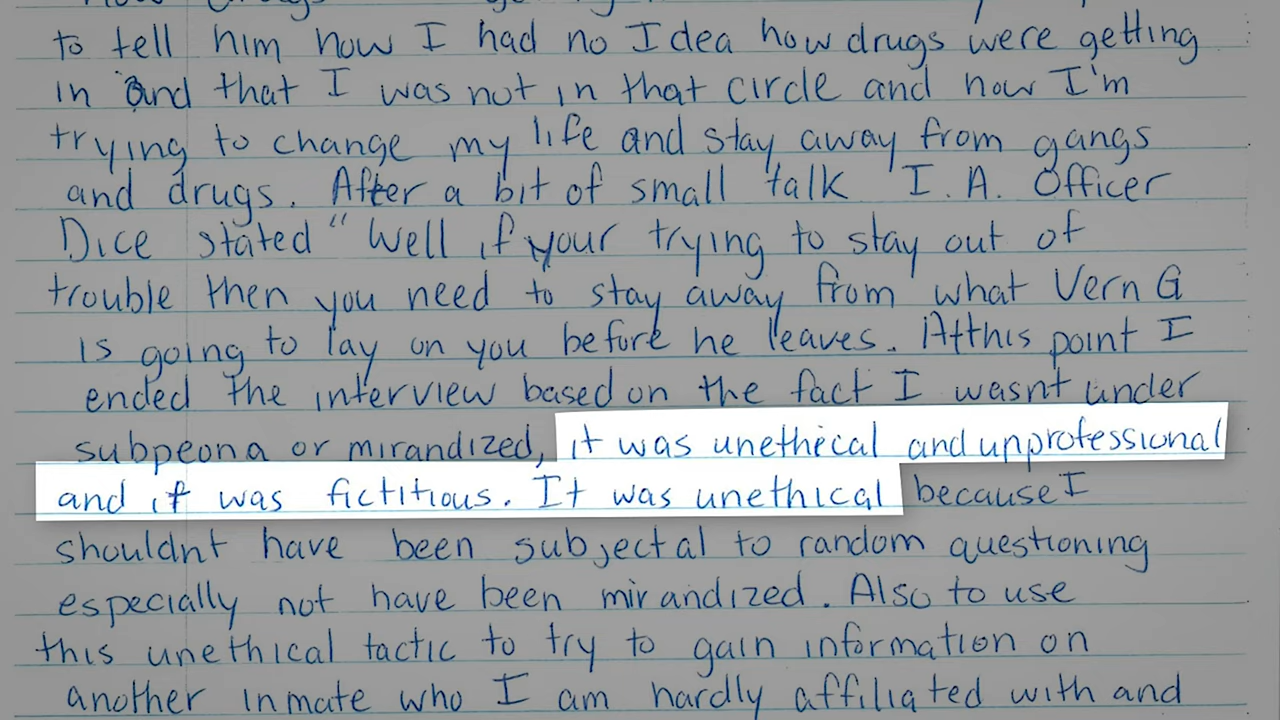 to tell him how I had no Idea how drugs were getting
in and that I was not in that circle and now I'm
trying to change my life and stay away from gangs
and drugs. After a bit of small talk I.A. Officer
Dice stated "Well if your trying to stay out of
trouble then you need to stay away from what Vern G
is going to lay on you before he leaves. At this point I
ended the interview based on the fact I wasnt under
subpeona or mirandized, it was unethical and unprofessional
and it was fictitious. It was unethical because I
shouldnt have been subjectal to random questioning
especially not have been mirandized. Also to use
this unethical tactic to try to gain information on
another inmate who I am hardly affiliated with and